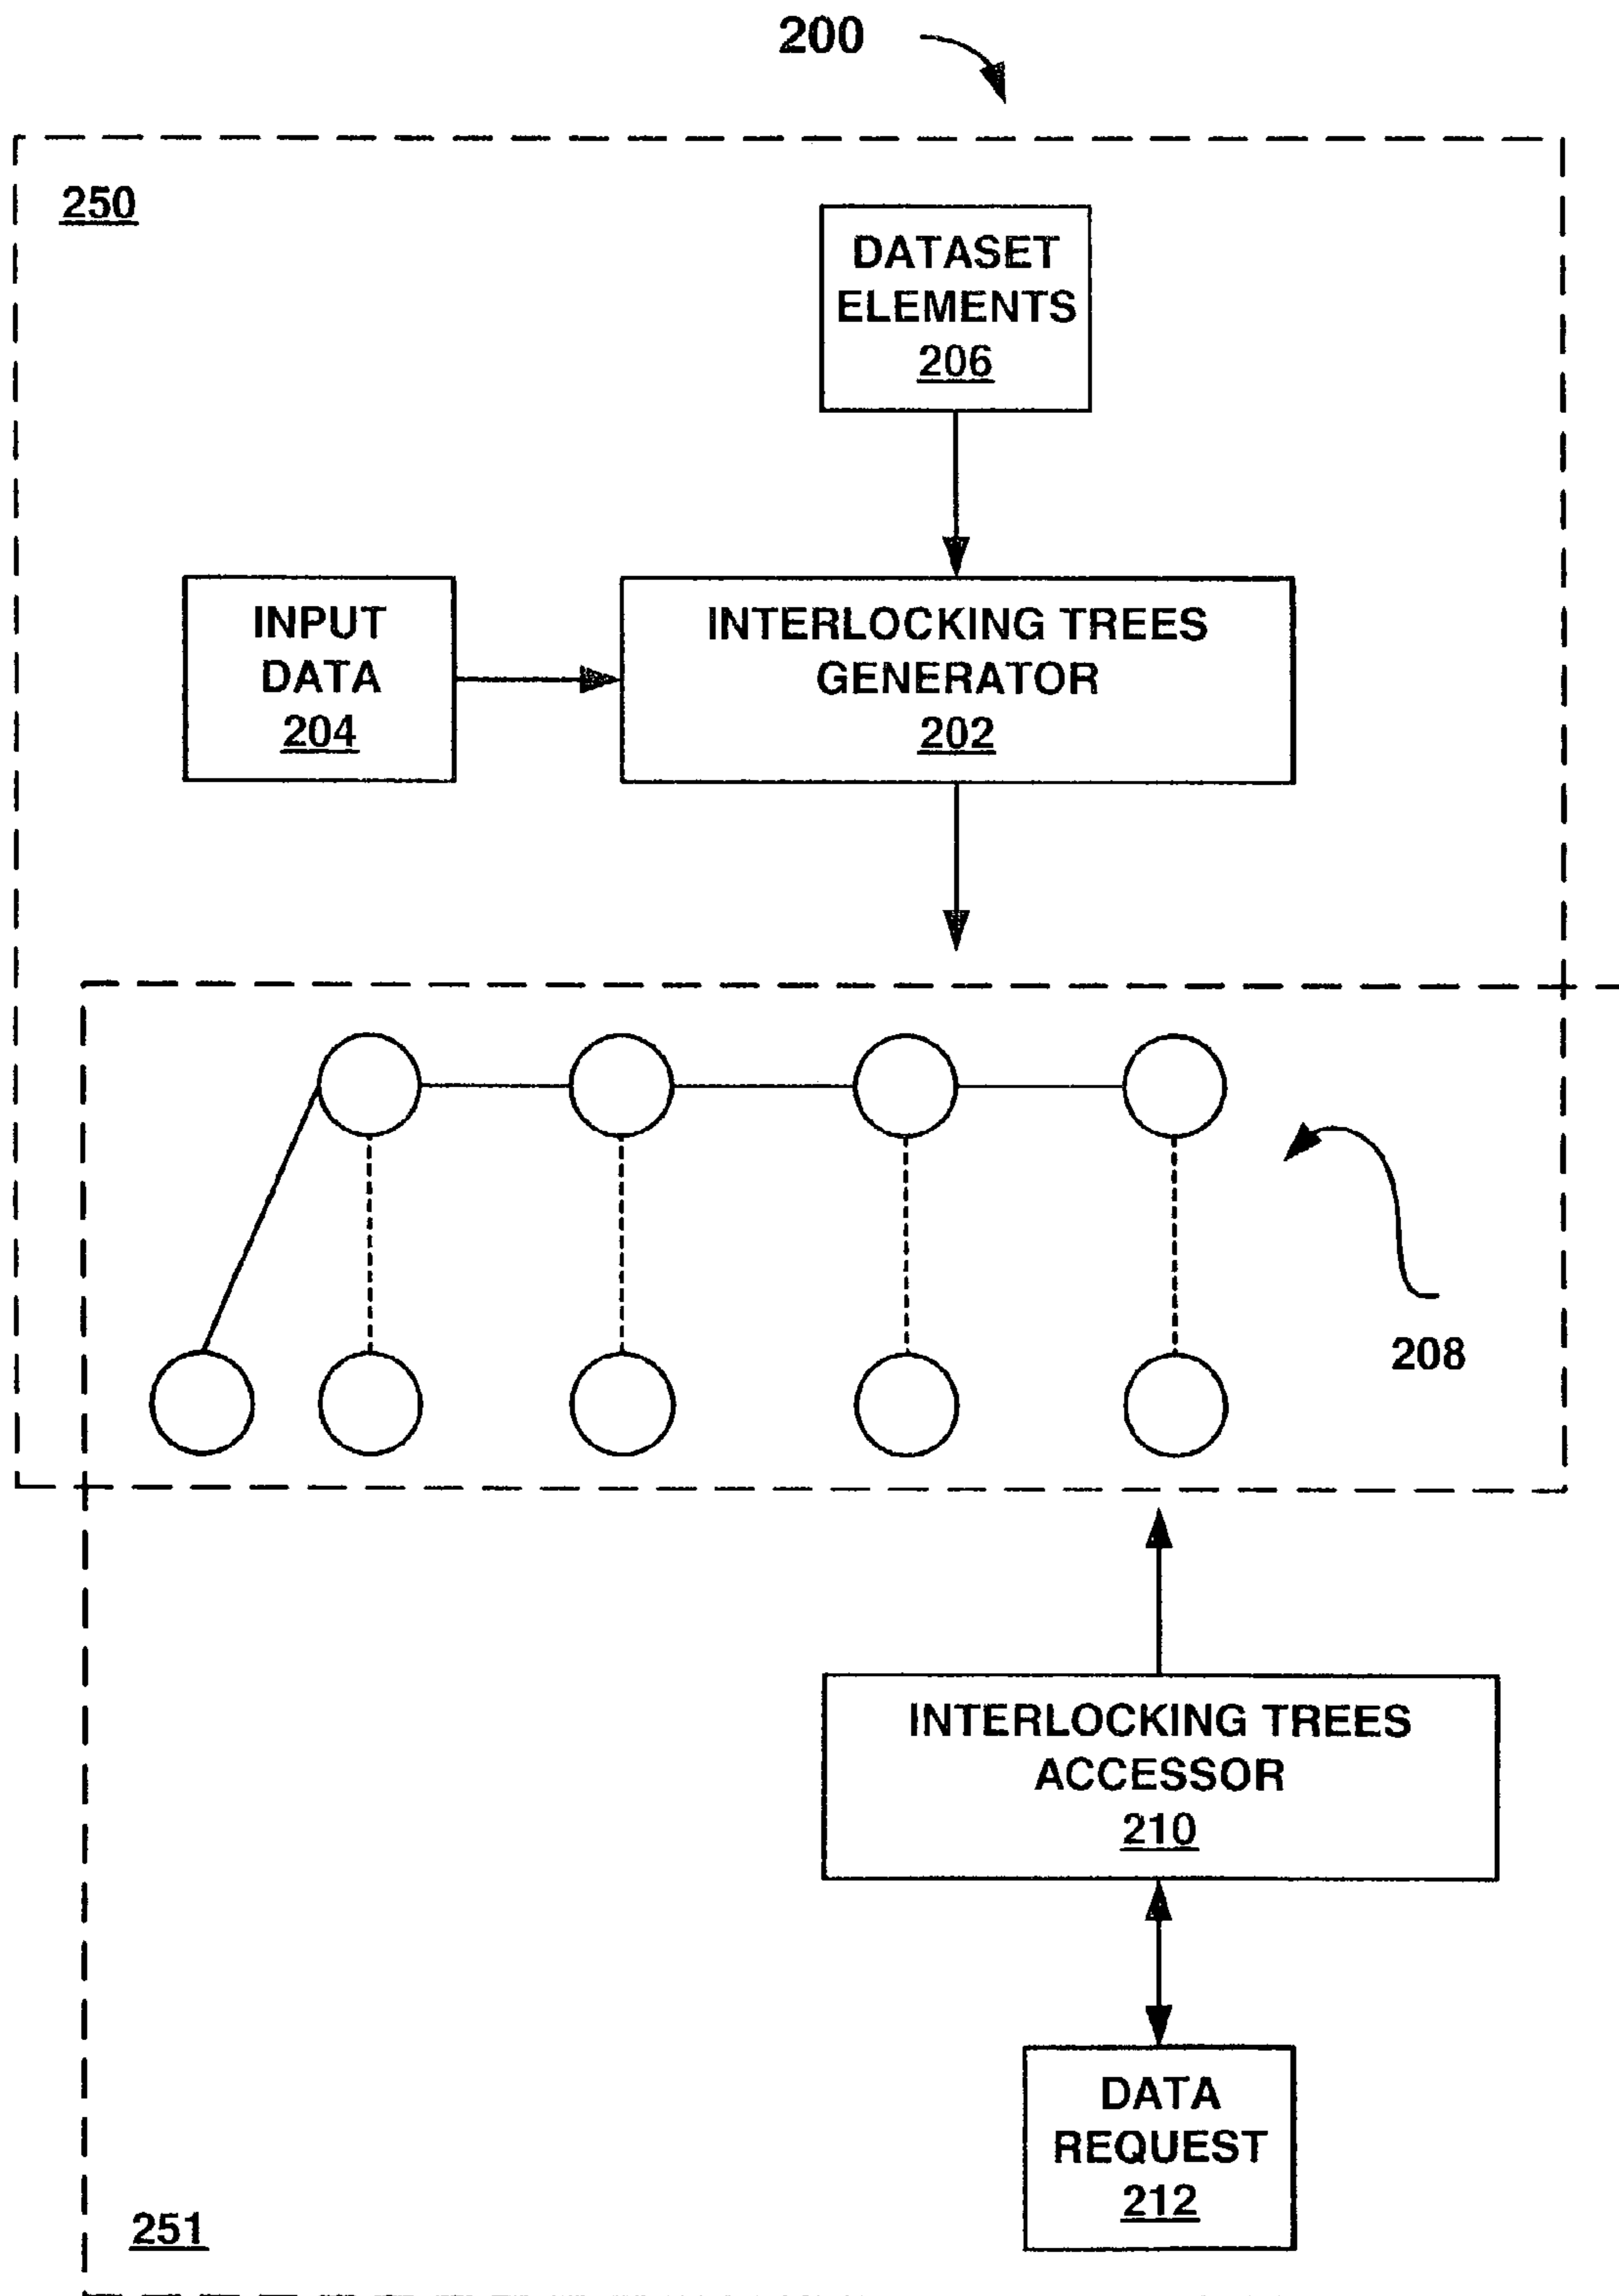 200
250
DATASET
ELEMENTS
206
INPUT
DATA
204
INTERLOCKING TREES
GENERATOR
202
208
INTERLOCKING TREES
ACCESSOR
210
DATA
REQUEST
212
251